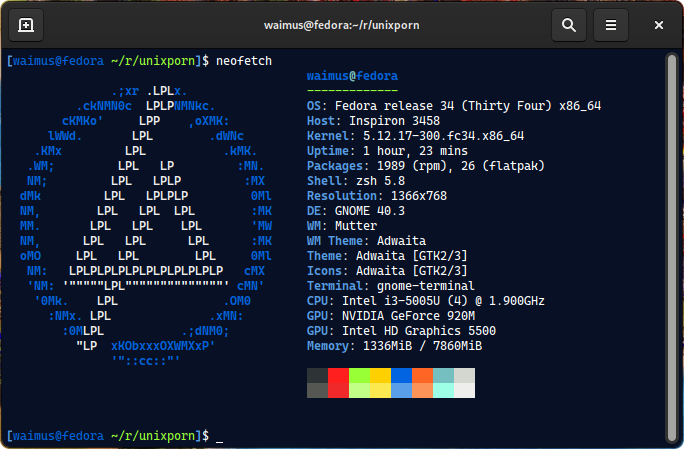 waimus@fedora:~/r/unixporn
[waimus@fedora ~/r/unixporn]$ neofetch
waimus@fedora
-------------
OS: Fedora release 34 (Thirty Four) x86_64
Host: Inspiron 3458
Kernel: 5.12.17-300.fc34.x86_64
Uptime: 1 hour, 23 mins
Packages: 1989 (rpm), 26 (flatpak)
Shell: zsh 5.8
Resolution: 1366x768
DE: GNOME 40.3
WM: Mutter
WM Theme: Adwaita
Theme: Adwaita [GTK2/3]
Icons: Adwaita [GTK2/3]
Terminal: gnome-terminal
CPU: Intel i3-5005U (4) @ 1.900GHz
GPU: NVIDIA GeForce 920M
GPU: Intel HD Graphics 5500
Memory: 1336MiB / 7860MiB
.;xr .LPLx.
.ckNMN0c  LPLPNMNkc.
cKMKo'     LPP    ,oXMK:
lWWd.       LPL        .dWNc
.KMx         LPL           .kMK.
.WM;         LPL   LP         :MN.
NM;         LPL   LPLP         :MX
dMk         LPL   LPLPLP         0Ml
NM,        LPL   LPL  LPL        :MK
MM.       LPL   LPL    LPL       'MW
NM,      LPL   LPL      LPL      :MK
oMO     LPL   LPL        LPL     0Ml
NM:   LPLPLPLPLPLPLPLPLPLPLP   cMX
'NM: '"""""LPL""""""""""""""' cMN'
'0Mk.    LPL               .OM0
:NMx. LPL              .xMN:
:0MLPL           .;dNM0;
"LP  xKObxxxOXWMXxP'
'"::cc::"'
[waimus@fedora ~/r/unixporn]$ _